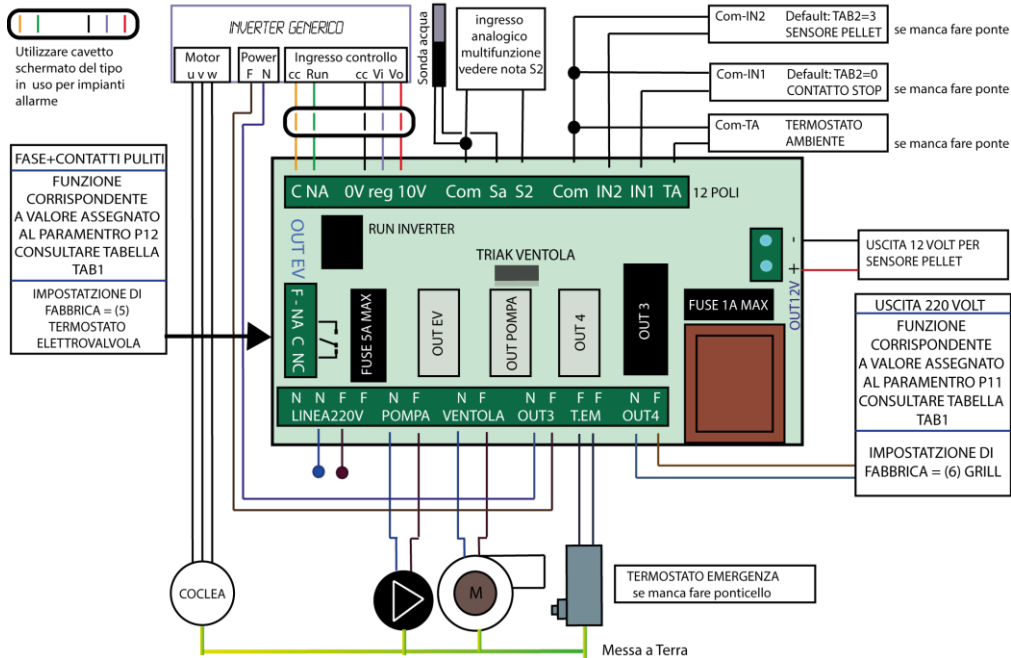 Utilizzare cavetto
schermato del tipo
in uso per impianti
allarme
INVERTER GENERICO
Motor
u v w
Power
F N
Ingresso controllo
cc Run cc Vi Vo
Sonda acqua
ingresso
analogico
multifunzione
vedere nota S2
Com-IN2 Default: TAB2=3
SENSORE PELLET
se manca fare ponte
Com-IN1 Default: TAB2=0
CONTATTO STOP
se manca fare ponte
Com-TA TERMOSTATO
AMBIENTE
se manca fare ponte
FASE+CONTATTI PULITI
FUNZIONE
CORRISPONDENTE
A VALORE ASSEGNATO
AL PARAMENTRO P12
CONSULTARE TABELLA
TAB1
IMPOSTATZIONE DI
FABBRICA = (5)
TERMOSTATO
ELETTROVALVOLA
C NA 0V reg 10V Com Sa S2 Com IN2 IN1 TA
12 POLI
OUT EV
RUN INVERTER
TRIAK VENTOLA
F - NA C NC
FUSE 5A MAX
OUT EV
OUT POMPA
OUT 4
OUT 3
FUSE 1A MAX
-
+
OUT12V
USCITA 12 VOLT PER
SENSORE PELLET
USCITA 220 VOLT
FUNZIONE
CORRISPONDENTE
A VALORE ASSEGNATO
AL PARAMENTRO P11
CONSULTARE TABELLA
TAB1
IMPOSTATZIONE DI
FABBRICA = (6) GRILL
N N F F N F N F N F F F N F
LINEA220V POMPA VENTOLA OUT3 T.EM OUT4
COCLEA
M
TERMOSTATO EMERGENZA
se manca fare ponticello
Messa a Terra